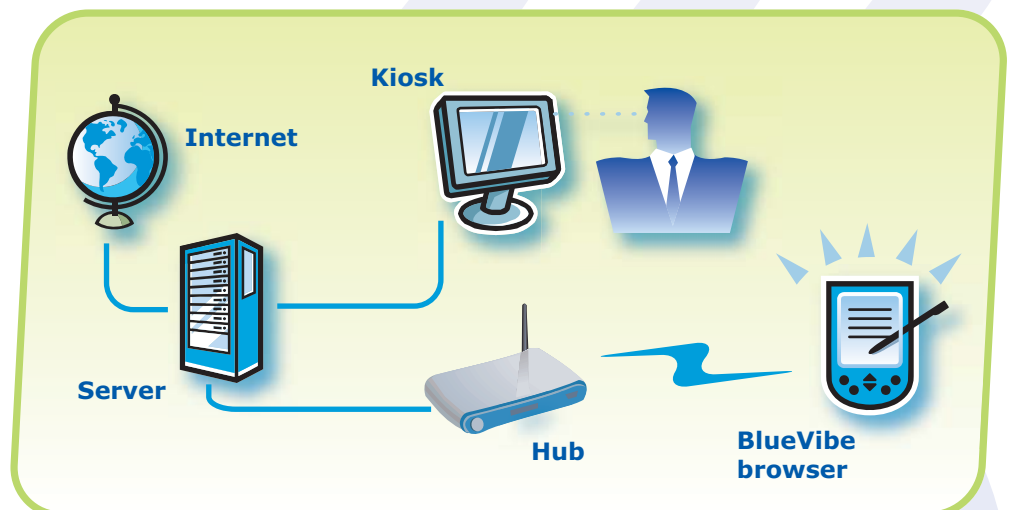 Kiosk
Internet
Server
Hub
BlueVibe
browser